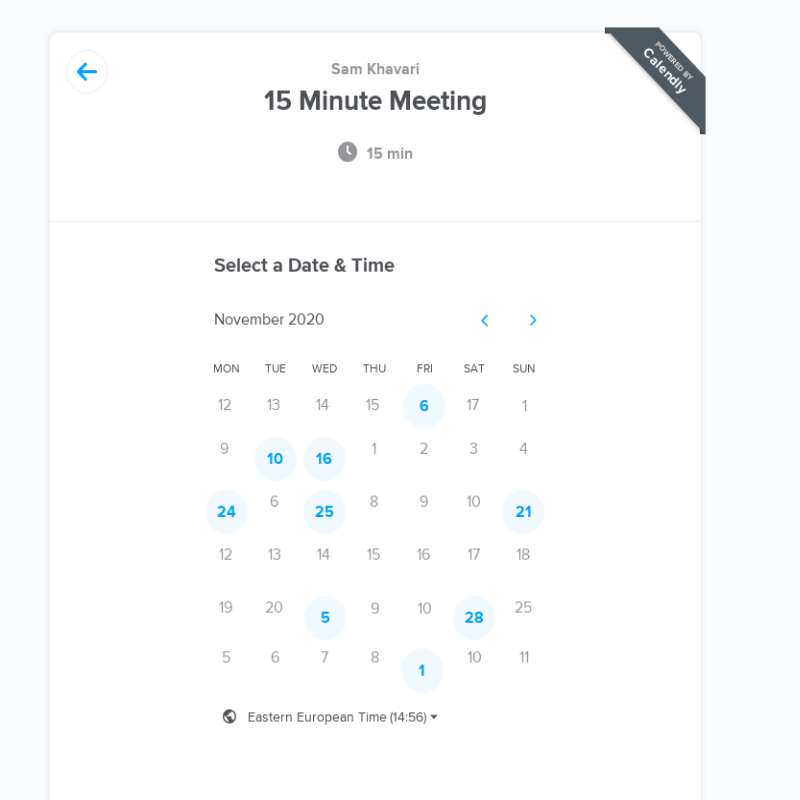 POWERED BY
Calendly
Sam Khavari
15 Minute Meeting
15 min
Select a Date & Time
November 2020
MON TUE WED THU FRI SAT SUN
12 13 14 15 6 17 1
9 10 16 1 2 3 4
24 6 25 8 9 10 21
12 13 14 15 16 17 18
19 20 5 9 10 28 25
5 6 7 8 1 10 11
Eastern European Time (14:56)